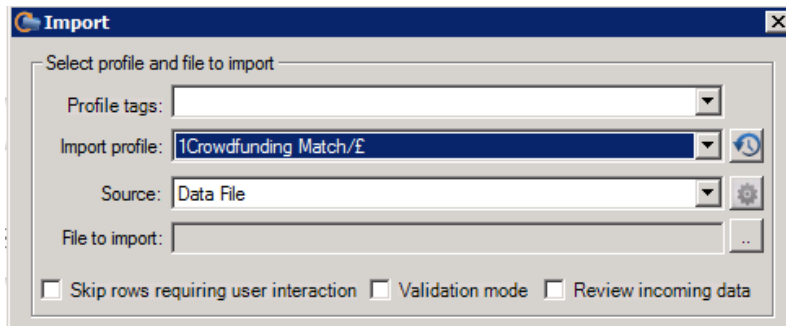 Import
Select profile and file to import
Profile tags:
Import profile: 1Crowdfunding Match/£
Source: Data File
File to import: ..
Skip rows requiring user interaction Validation mode Review incoming data